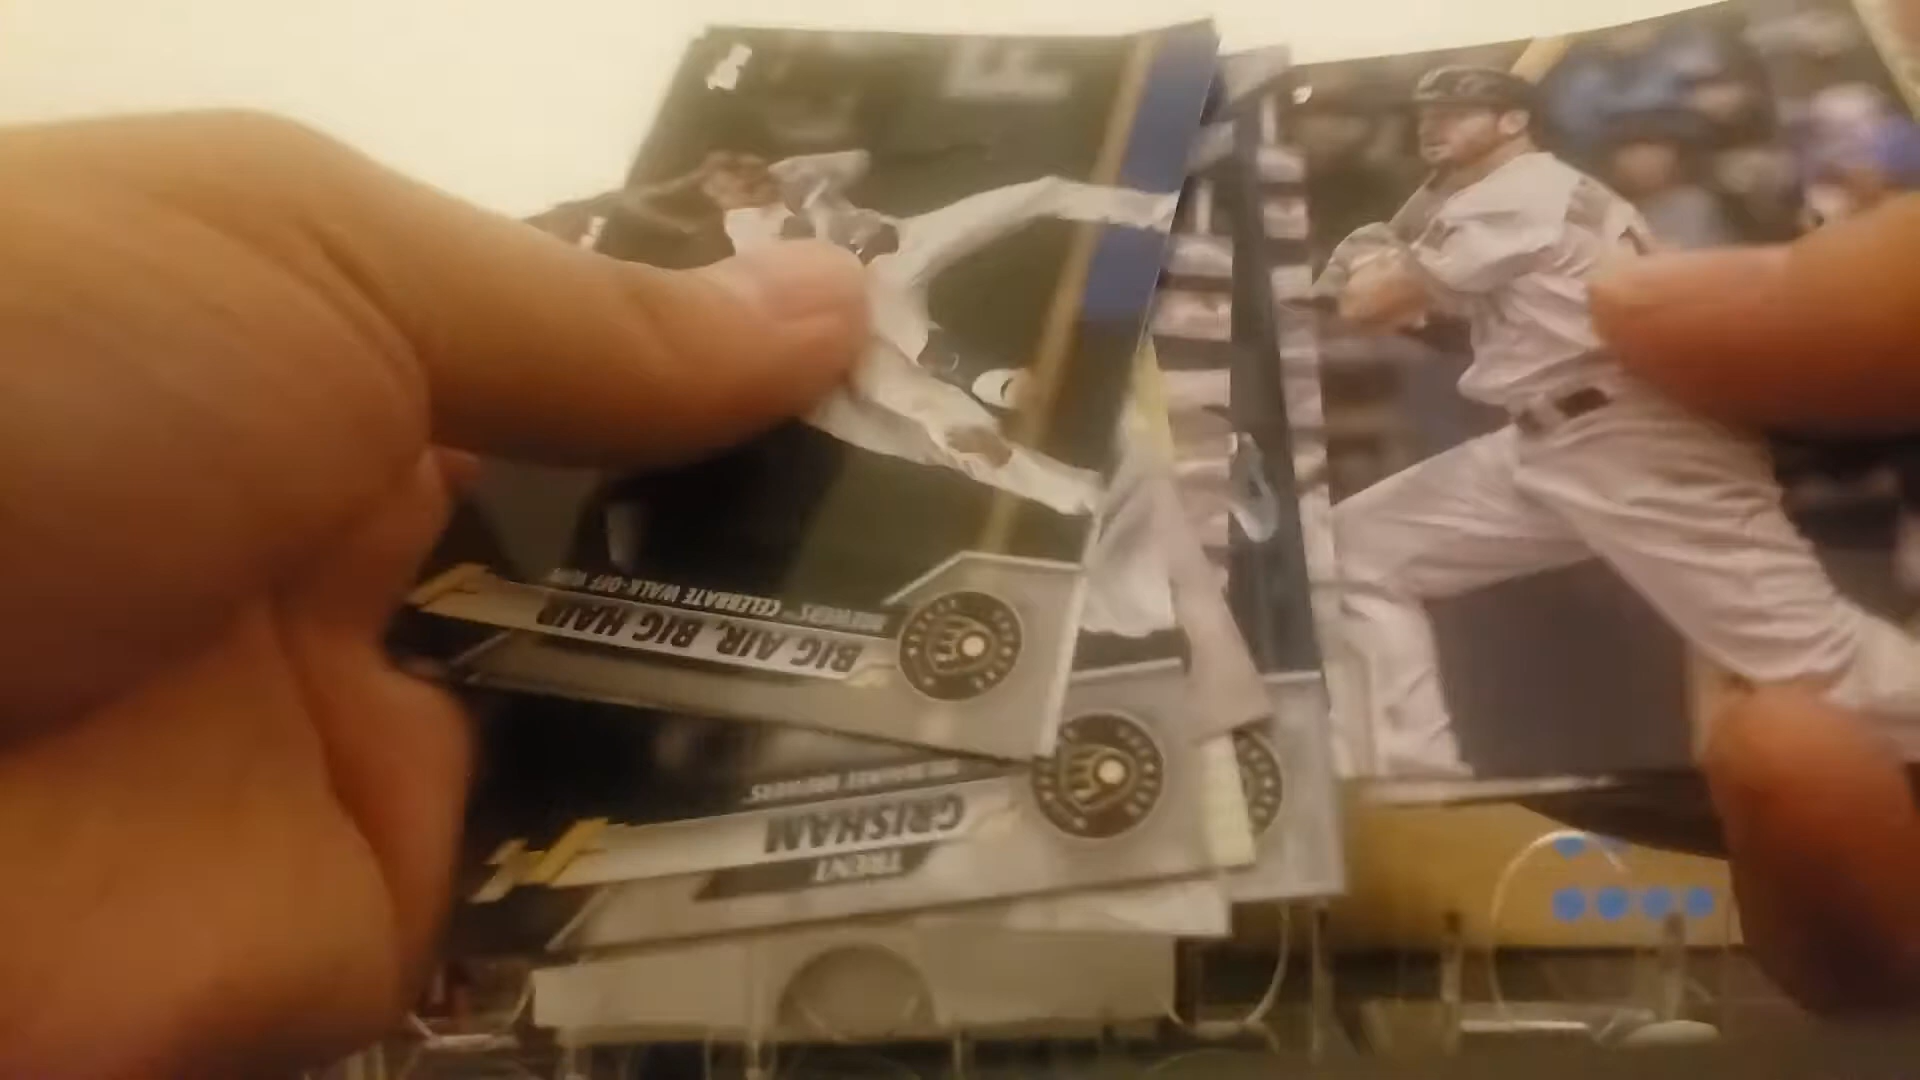 BIG AIR, BIG HAIR
BREWERS™ CELEBRATE WALK-OFF WIN
TRENT
GRISHAM
MILWAUKEE BREWERS™